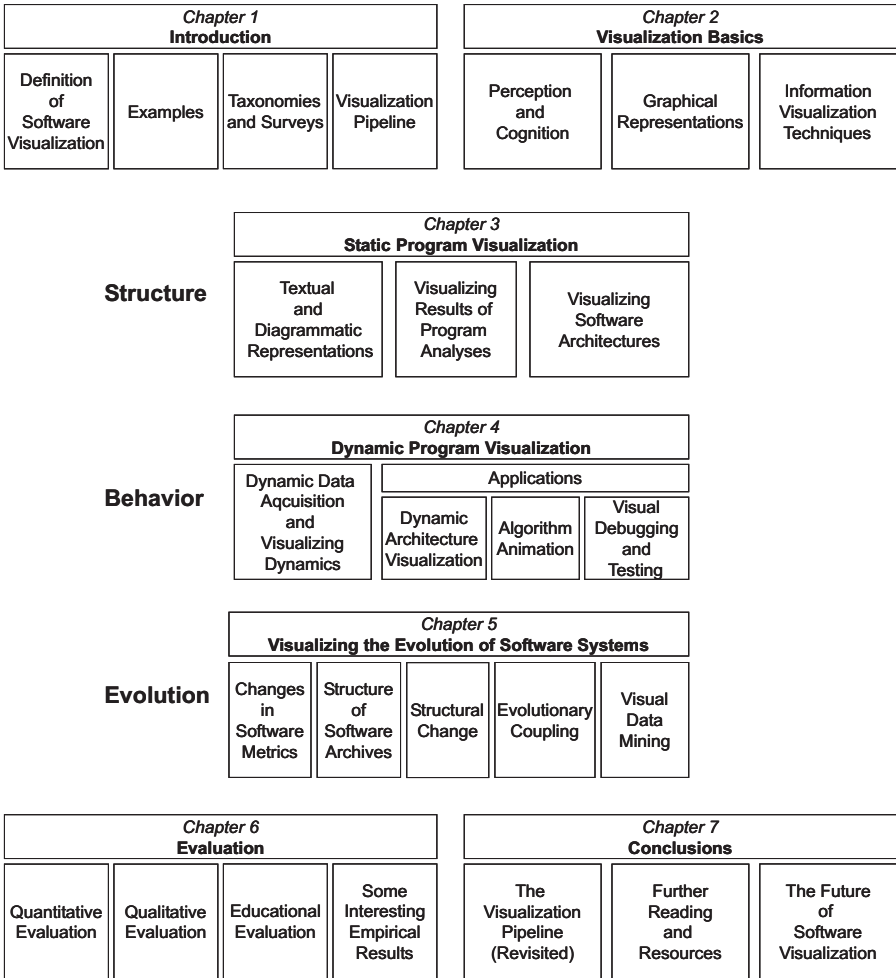 Chapter 1
Introduction
Definition
of
Software
Visualization
Examples
Taxonomies
and Surveys
Visualization
Pipeline
Chapter 2
Visualization Basics
Perception
and
Cognition
Graphical
Representations
Information
Visualization
Techniques
Structure
Chapter 3
Static Program Visualization
Textual
and
Diagrammatic
Representations
Visualizing
Results of
Program
Analyses
Visualizing
Software
Architectures
Behavior
Chapter 4
Dynamic Program Visualization
Dynamic Data
Aqcuisition
and
Visualizing
Dynamics
Applications
Dynamic
Architecture
Visualization
Algorithm
Animation
Visual
Debugging
and
Testing
Evolution
Chapter 5
Visualizing the Evolution of Software Systems
Changes
in
Software
Metrics
Structure
of
Software
Archives
Structural
Change
Evolutionary
Coupling
Visual
Data
Mining
Chapter 6
Evaluation
Quantitative
Evaluation
Qualitative
Evaluation
Educational
Evaluation
Some
Interesting
Empirical
Results
Chapter 7
Conclusions
The
Visualization
Pipeline
(Revisited)
Further
Reading
and
Resources
The Future
of
Software
Visualization